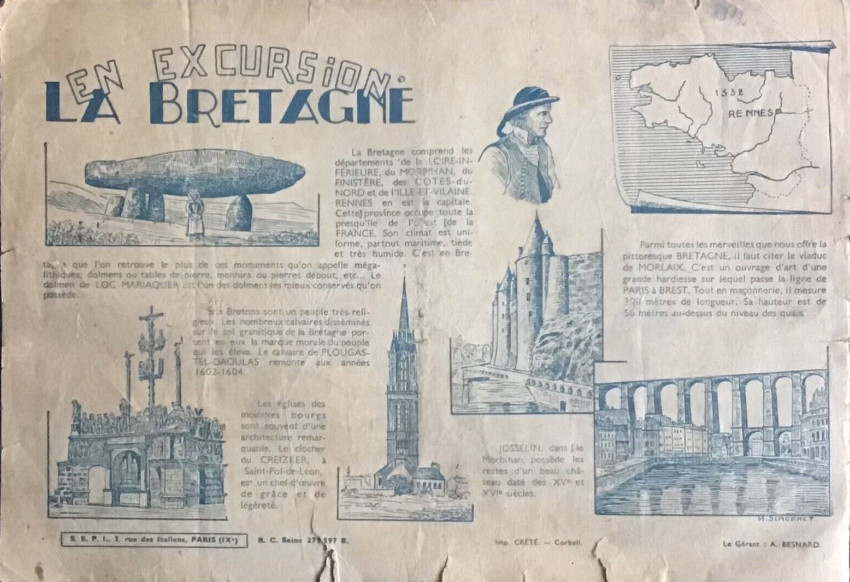 EN EXCURSION
LA BRETAGNE
La Bretagne comprend les
départements de la LOIRE-IN-
FÉRIEURE, du MORBIHAN, du
FINISTÈRE, des COTES-du-
NORD et de l'ILLE-ET-VILAINE.
RENNES en est la capitale.
Cette province occupe toute la
presqu'île de l'ouest de la
FRANCE. Son climat est uni-
forme, partout maritime, tiède
et très humide. C'est en Bre-
tagne que l'on retrouve le plus de ces monuments qu'on appelle méga-
lithiques, dolmens ou tables de pierre, menhirs ou pierres debout, etc... Le
dolmen de LOC MARIAQUER est l'un des dolmens les mieux conservés qu'on
possède.
Les Bretons sont un peuple très reli-
gieux. Les nombreux calvaires disséminés
sur le sol granitique de la Bretagne por-
tent en eux la marque morale du peuple
qui les éleva. Le calvaire de PLOUGAS-
TEL-DAOULAS remonte aux années
1602-1604.
Les églises des
moindres bourgs
sont souvent d'une
architecture remar-
quable. Le clocher
du CREIZKER, à
Saint-Pol-de-Léon,
est un chef-d'œuvre
de grâce et de
légèreté.
JOSSELIN, dans le
Morbihan, possède les
restes d'un beau châ-
teau daté des XVe et
XVIe siècles.
1532
RENNES
Parmi toutes les merveilles que nous offre la
pittoresque BRETAGNE, il faut citer le viaduc
de MORLAIX. C'est un ouvrage d'art d'une
grande hardiesse sur lequel passe la ligne de
PARIS à BREST. Tout en maçonnerie, il mesure
mètres de longueur. Sa hauteur est de
mètres au-dessus du niveau des quais.
S. E. P. I., 2, rue des Italiens, PARIS (IXe)
R. C. Seine 279.597 B.
Imp. CRÉTÉ. — Corbeil.
Le Gérant : A. BESNARD.